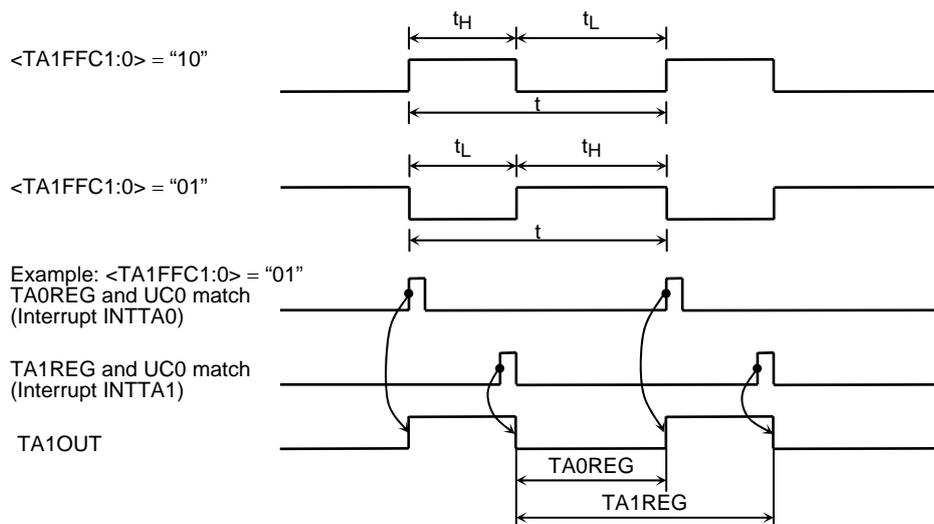 tH tL
<TA1FFC1:0> = “10”
t
tL tH
<TA1FFC1:0> = “01”
t
Example: <TA1FFC1:0> = “01”
TA0REG and UC0 match
(Interrupt INTTA0)
TA1REG and UC0 match
(Interrupt INTTA1)
TA1OUT
TA0REG
TA1REG